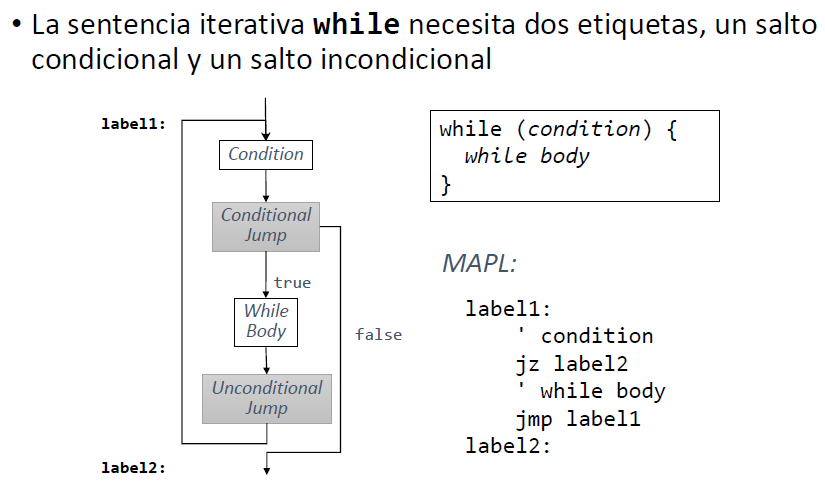 • La sentencia iterativa while necesita dos etiquetas, un salto
condicional y un salto incondicional
label1:
Condition
Conditional
Jump
true
While
Body
false
Unconditional
Jump
label2:
while (condition) {
while body
}
MAPL:
label1:
' condition
jz label2
' while body
jmp label1
label2: